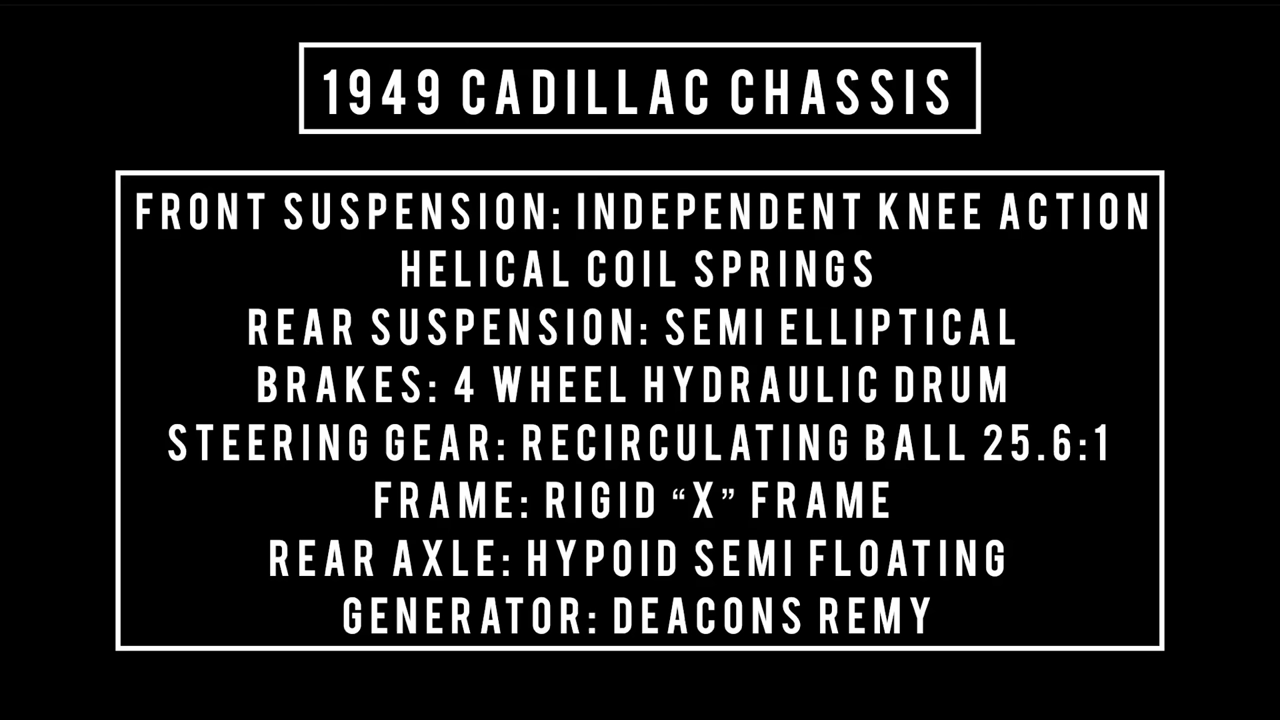 1949 CADILLAC CHASSIS
FRONT SUSPENSION: INDEPENDENT KNEE ACTION
HELICAL COIL SPRINGS
REAR SUSPENSION: SEMI ELLIPTICAL
BRAKES: 4 WHEEL HYDRAULIC DRUM
STEERING GEAR: RECIRCULATING BALL 25.6:1
FRAME: RIGID “X” FRAME
REAR AXLE: HYPOID SEMI FLOATING
GENERATOR: DEACONS REMY